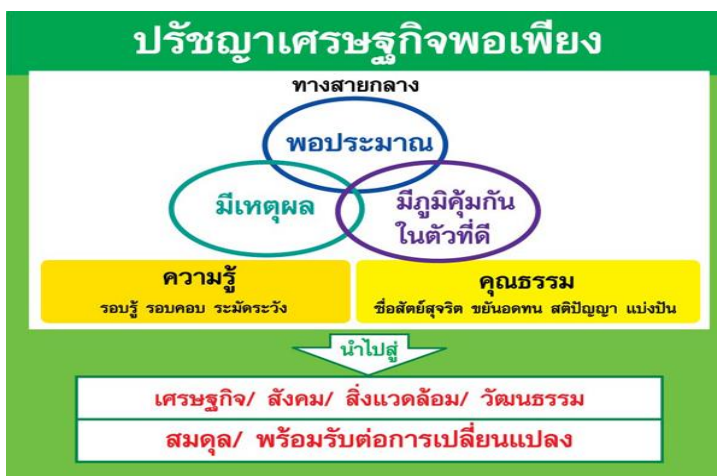 ปรัชญาเศรษฐกิจพอเพียง
ทางสายกลาง
พอประมาณ
มีเหตุผล
มีภูมิคุ้มกัน
ในตัวที่ดี
ความรู้
รอบรู้ รอบคอบ ระมัดระวัง
คุณธรรม
ซื่อสัตย์สุจริต ขยันอดทน สติปัญญา แบ่งปัน
นำไปสู่
เศรษฐกิจ/ สังคม/ สิ่งแวดล้อม/ วัฒนธรรม
สมดุล/ พร้อมรับต่อการเปลี่ยนแปลง